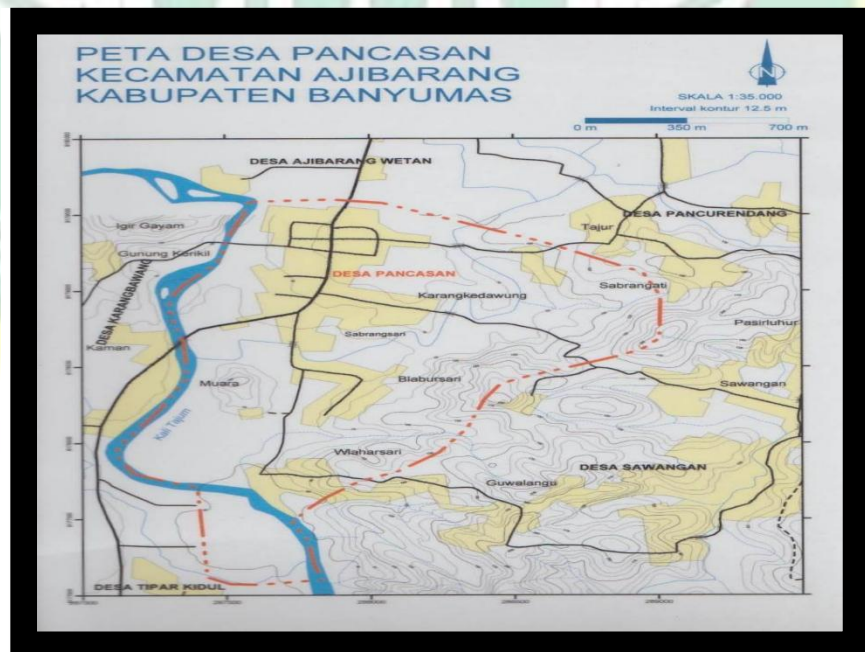 PETA DESA PANCASAN
KECAMATAN AJIBARANG
KABUPATEN BANYUMAS
N
SKALA 1:35.000
Interval kontur 12.5 m
0 m 350 m 700 m
DESA AJIBARANG WETAN
DESA PANCURENDANG
Igir Gayam
Tajur
Gunung Korikil
DESA PANCASAN
Sabrangati
Karangkedawung
DESA KARANGBAWANG
Pasirluhur
Sabrangsari
Kaman
Muara
Blabursari
Sawangan
Kali Tajum
Wlaharsari
DESA SAWANGAN
Guwalangu
DESA TIPAR KIDUL